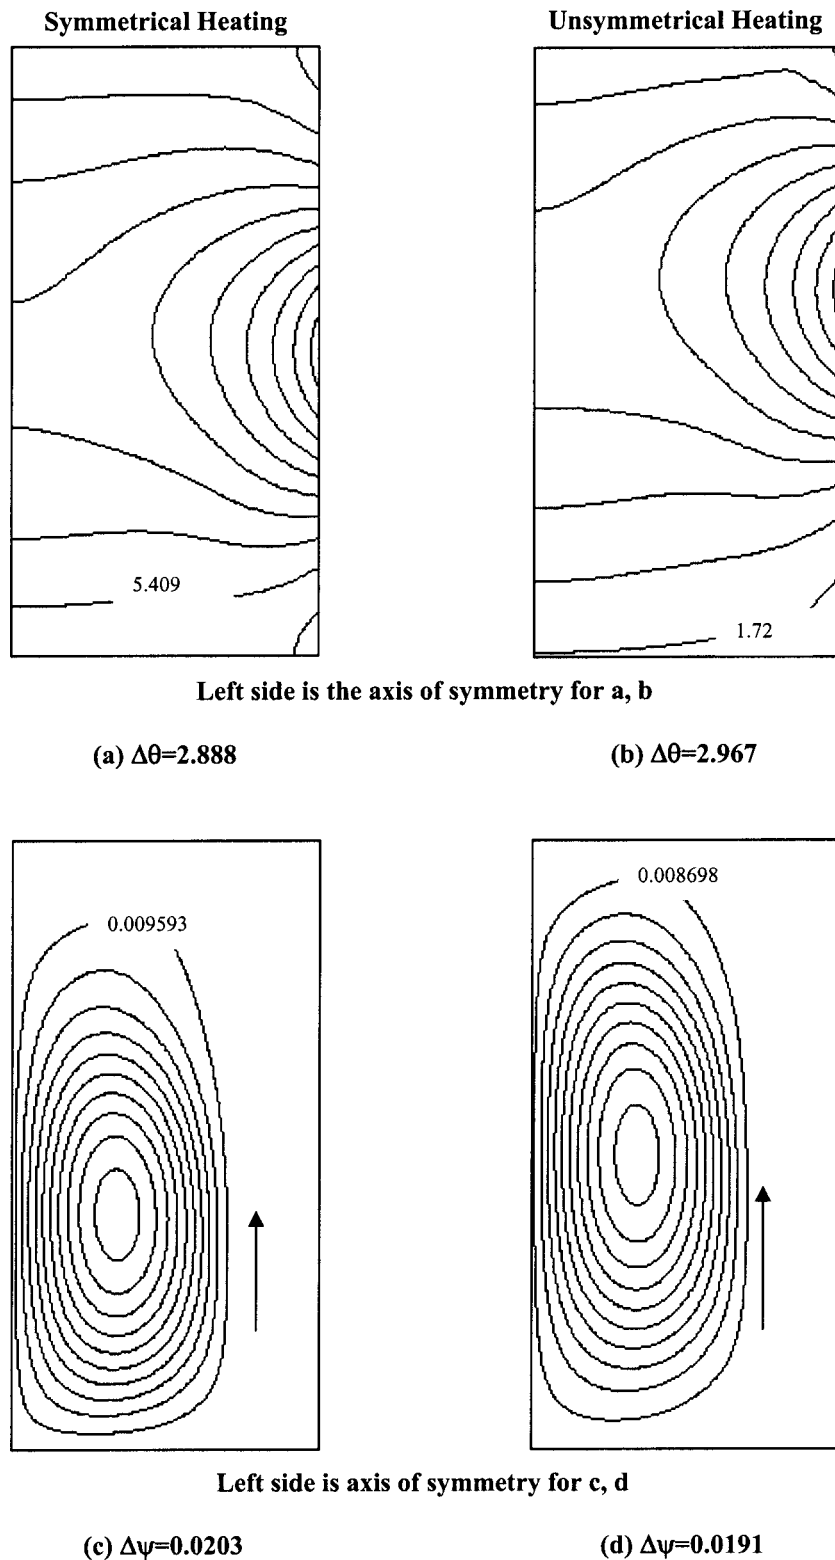 Symmetrical Heating
Unsymmetrical Heating
5.409
1.72
Left side is the axis of symmetry for a, b
(a) Δθ=2.888
(b) Δθ=2.967
0.009593
0.008698
Left side is axis of symmetry for c, d
(c) Δψ=0.0203
(d) Δψ=0.0191